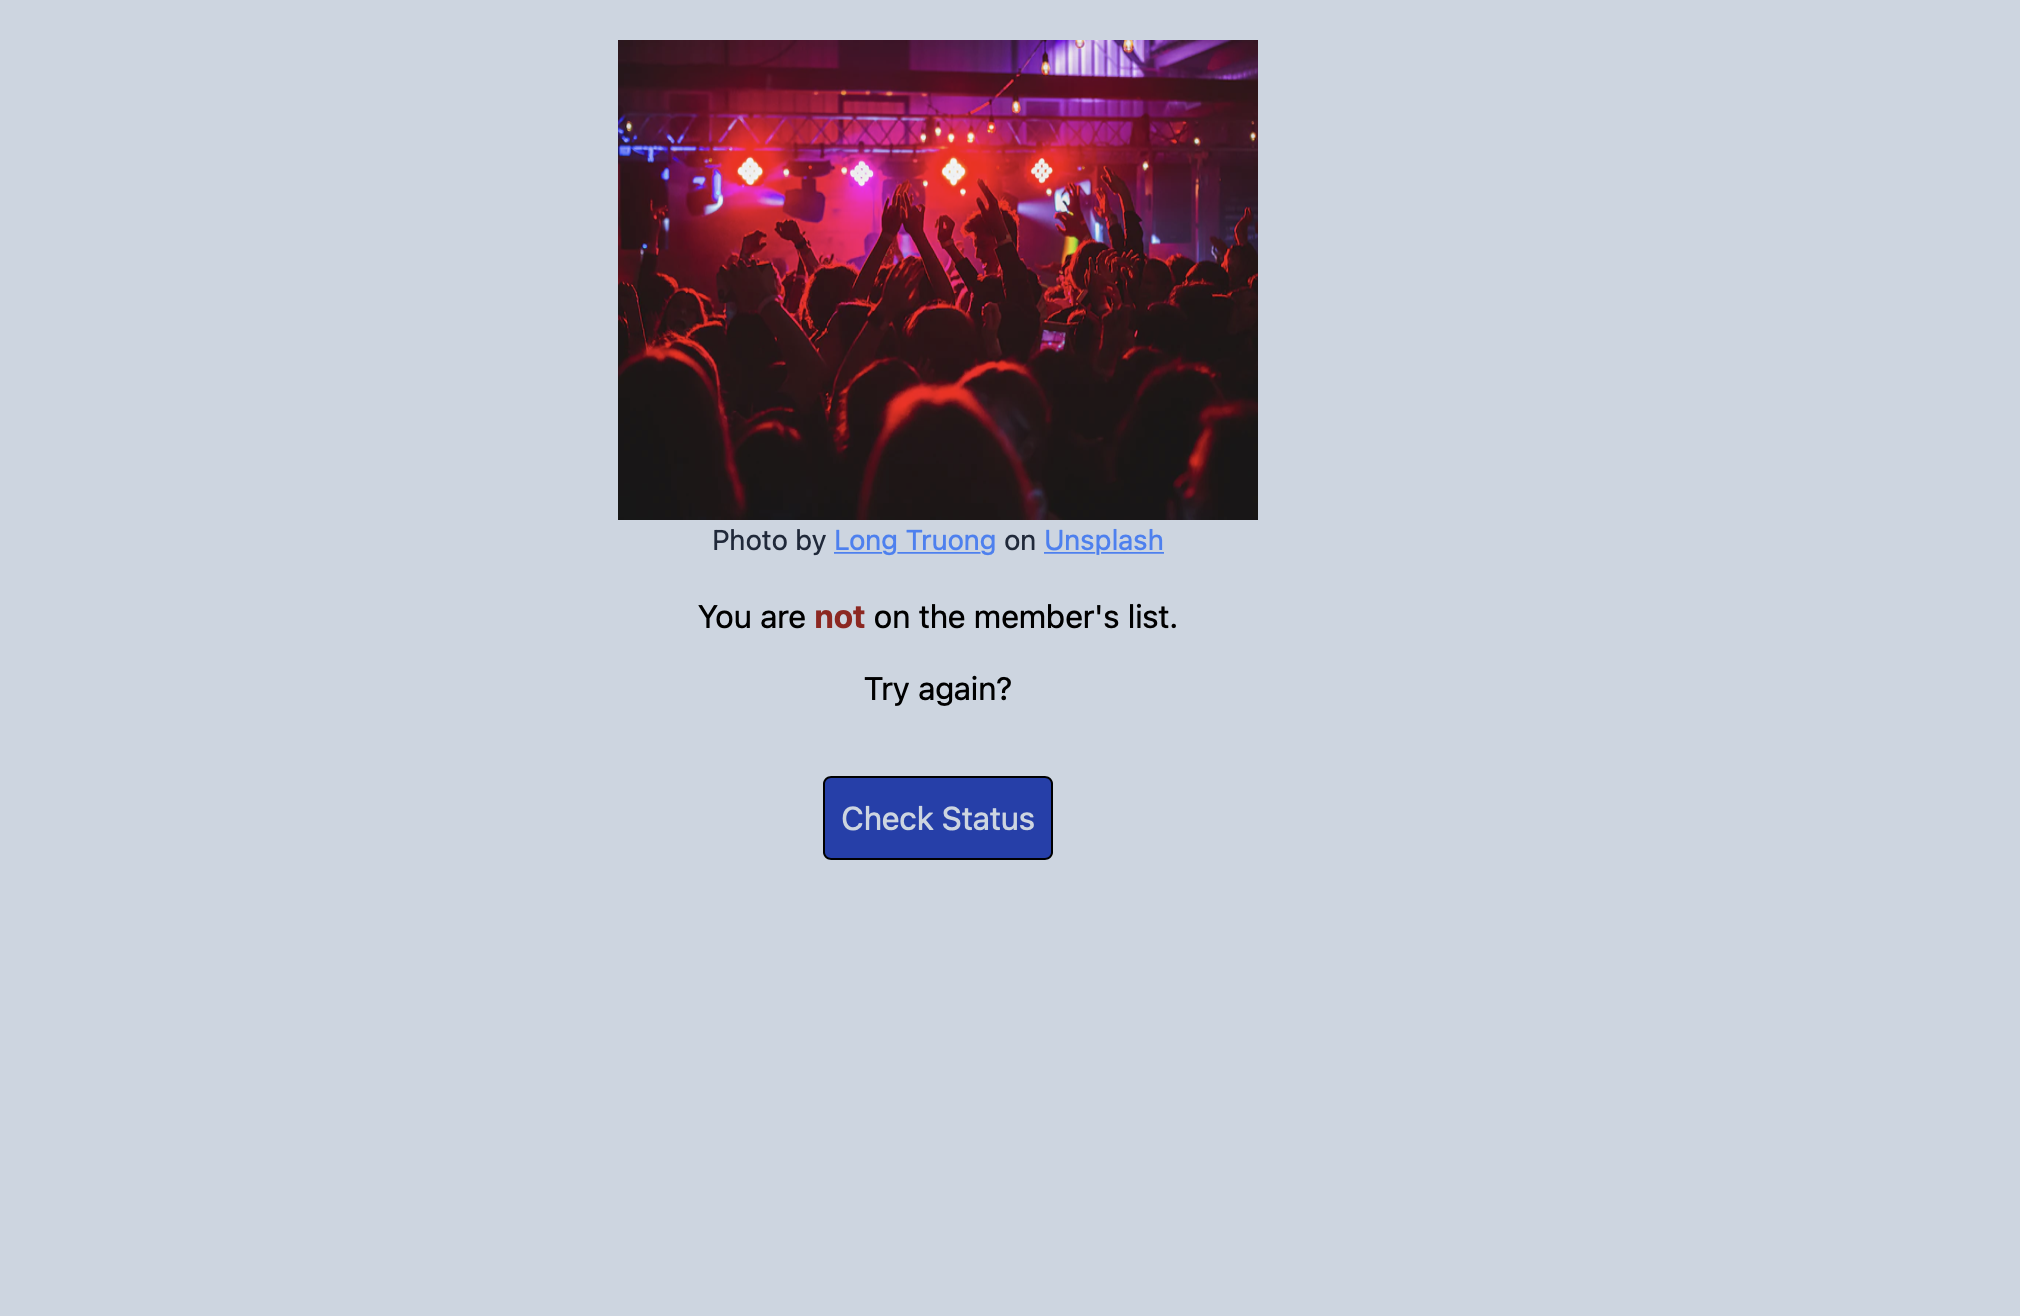 Photo by Long Truong on Unsplash
You are not on the member's list.
Try again?
Check Status